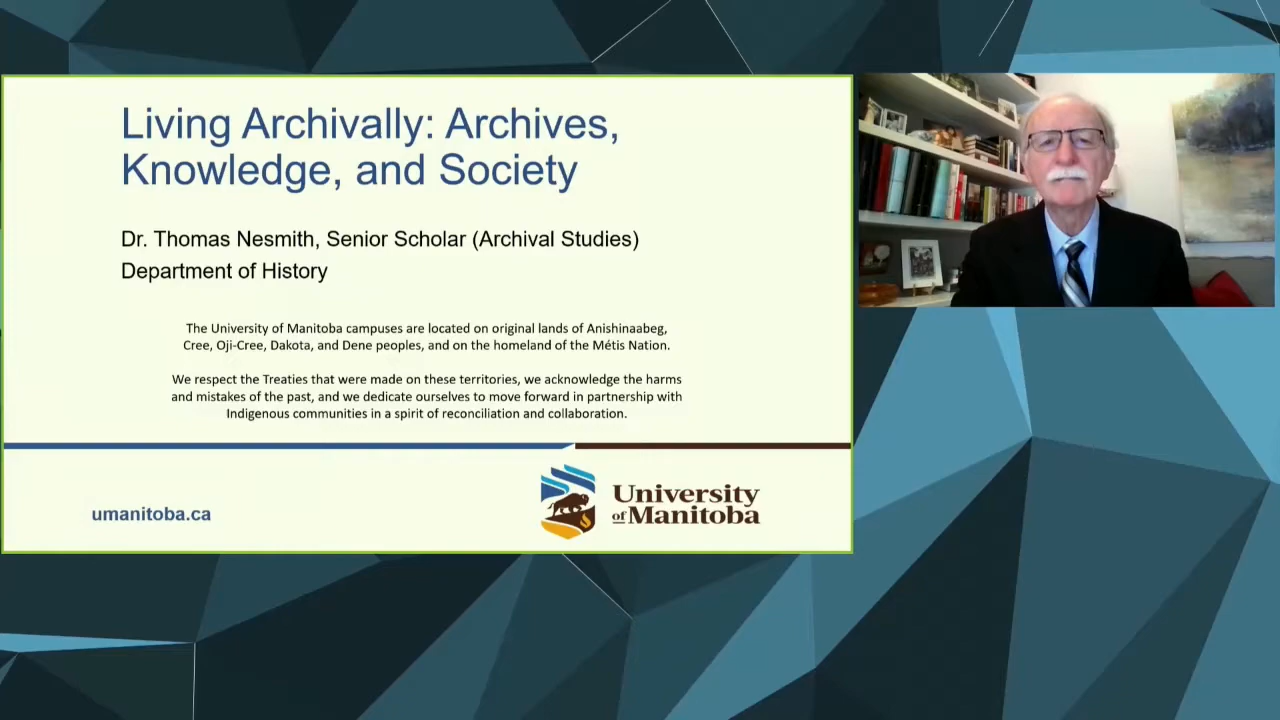 Living Archivally: Archives,
Knowledge, and Society
Dr. Thomas Nesmith, Senior Scholar (Archival Studies)
Department of History
The University of Manitoba campuses are located on original lands of Anishinaabeg,
Cree, Oji-Cree, Dakota, and Dene peoples, and on the homeland of the Métis Nation.
We respect the Treaties that were made on these territories, we acknowledge the harms
and mistakes of the past, and we dedicate ourselves to move forward in partnership with
Indigenous communities in a spirit of reconciliation and collaboration.
umanitoba.ca
University
of Manitoba